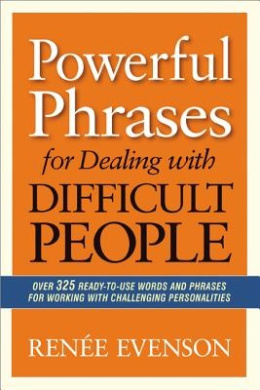 Powerful
Phrases
for Dealing with
DIFFICULT
PEOPLE
OVER 325 READY-TO-USE WORDS AND PHRASES
FOR WORKING WITH CHALLENGING PERSONALITIES
RENÉE EVENSON